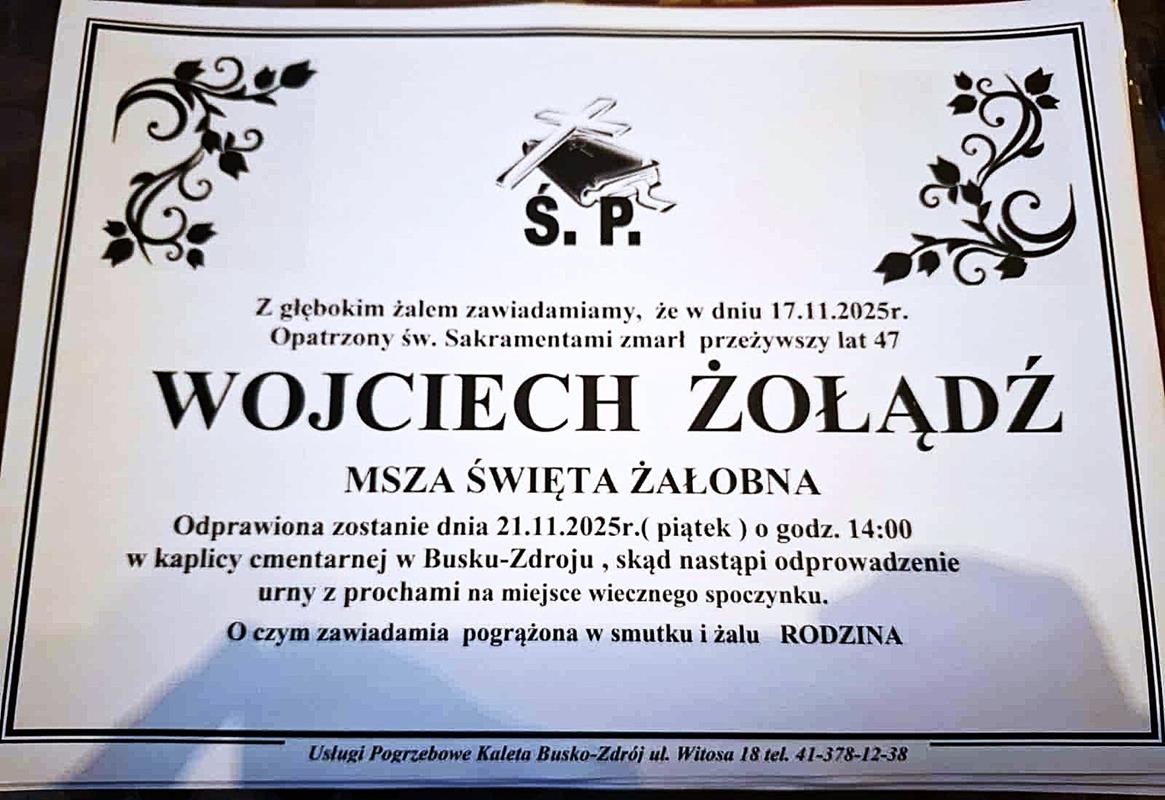 Ś. P.
Z głębokim żalem zawiadamiamy, że w dniu 17.11.2025r.
Opatrzony św. Sakramentami zmarł przeżywszy lat 47
WOJCIECH ŻOŁĄDŹ
MSZA ŚWIĘTA ŻAŁOBNA
Odprawiona zostanie dnia 21.11.2025r.( piątek ) o godz. 14:00
w kaplicy cmentarnej w Busku-Zdroju , skąd nastąpi odprowadzenie
urny z prochami na miejsce wiecznego spoczynku.
O czym zawiadamia pogrążona w smutku i żalu RODZINA
Usługi Pogrzebowe Kaleta Busko-Zdrój ul. Witosa 18 tel. 41-378-12-38